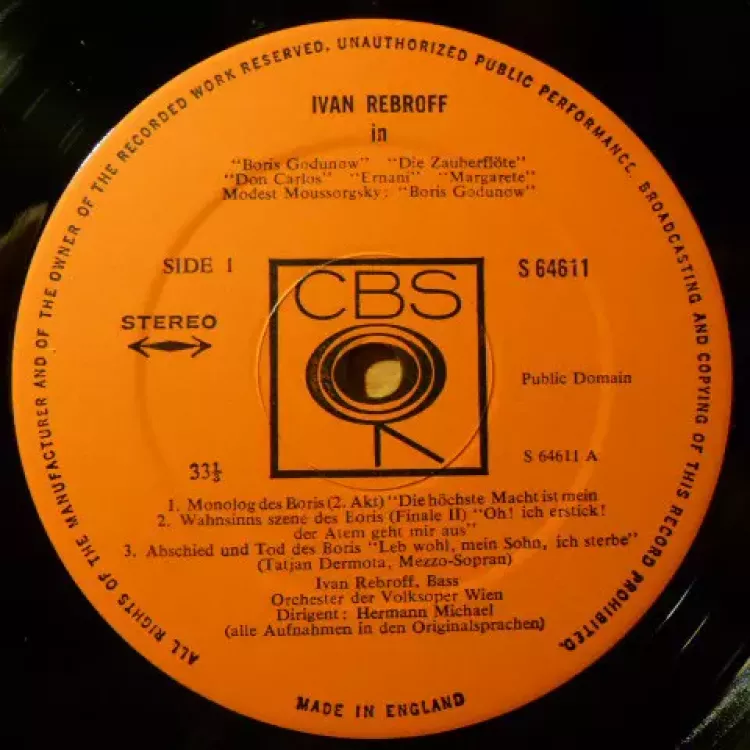 ALL RIGHTS OF THE MANUFACTURER AND OF THE OWNER OF THE RECORDED WORK RESERVED. UNAUTHORIZED PUBLIC PERFORMANCE, BROADCASTING AND COPYING OF THIS RECORD PROHIBITED.
IVAN REBROFF
in
"Boris Godunow" "Die Zauberflöte"
"Don Carlos" "Ernani" "Margarete"
Modest Moussorgsky: "Boris Godunow"
SIDE 1
S 64611
CBS
STEREO
Public Domain
33⅓
S 64611 A
1. Monolog des Boris (2. Akt) "Die höchste Macht ist mein
2. Wahnsinns szene des Boris (Finale II) "Oh! ich erstick!
der Atem geht mir aus"
3. Abschied und Tod des Boris "Leb wohl, mein Sohn, ich sterbe"
(Tatjan Dermota, Mezzo-Sopran)
Ivan Rebroff, Bass
Orchester der Volksoper Wien
Dirigent: Hermann Michael
(alle Aufnahmen in den Originalsprachen)
MADE IN ENGLAND